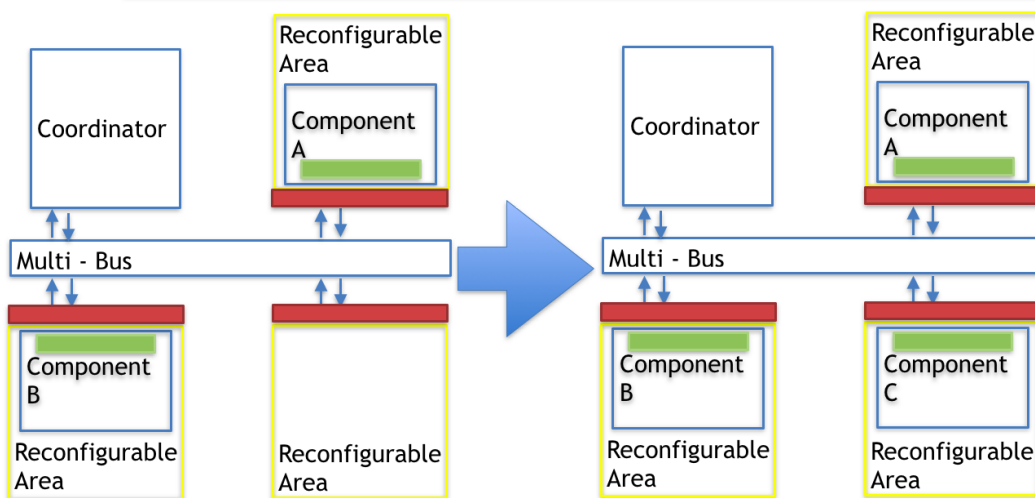 Reconfigurable
Area
Coordinator
Component
A
Multi - Bus
Component
B
Reconfigurable
Area
Reconfigurable
Area
Reconfigurable
Area
Coordinator
Component
A
Multi - Bus
Component
B
Reconfigurable
Area
Component
C
Reconfigurable
Area